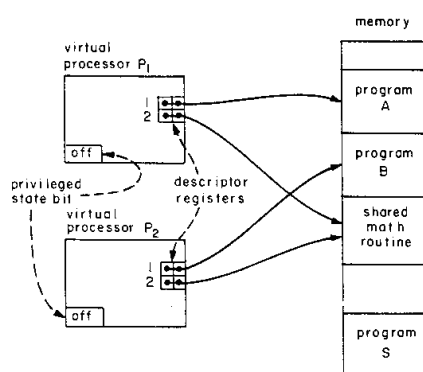 memory
virtual
processor P1
1
2
off
program
A
program
B
privileged
state bit
descriptor
registers
shared
math
routine
virtual
processor P2
1
2
off
program
S